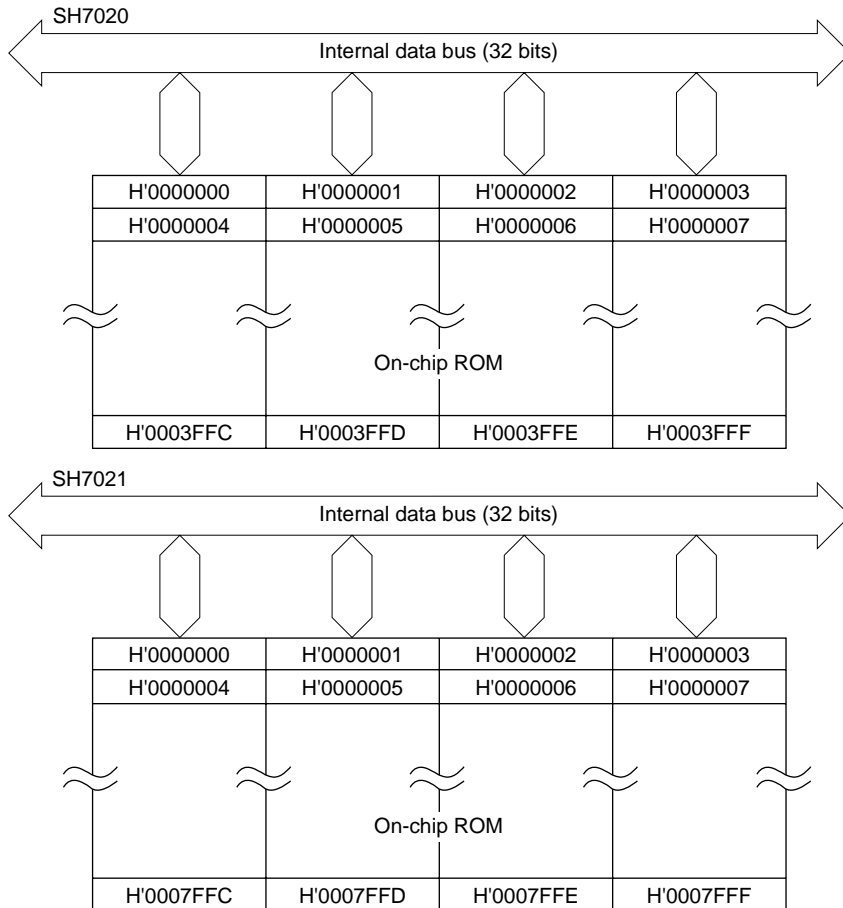 SH7020
Internal data bus (32 bits)
H'0000000 H'0000001 H'0000002 H'0000003
H'0000004 H'0000005 H'0000006 H'0000007
On-chip ROM
H'0003FFC H'0003FFD H'0003FFE H'0003FFF
SH7021
Internal data bus (32 bits)
H'0000000 H'0000001 H'0000002 H'0000003
H'0000004 H'0000005 H'0000006 H'0000007
On-chip ROM
H'0007FFC H'0007FFD H'0007FFE H'0007FFF